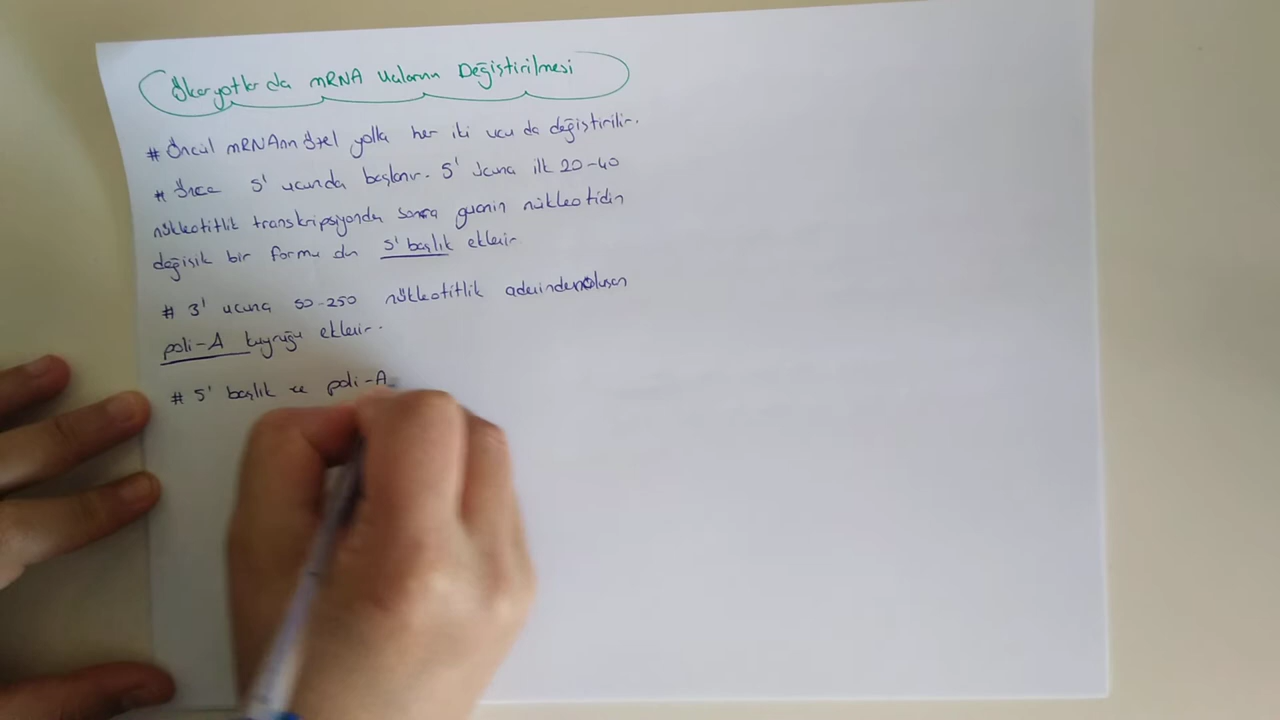 Ökaryotlarda mRNA Uçlarının Değiştirilmesi
# Öncül mRNAnın özel yolla her iki ucu da değiştirilir.
# Önce 5' ucunda başlanır. 5' ucuna ilk 20-40
nükleotitlik transkripsiyondan sonra guanin nükleotidin
değişik bir formu olan 5' başlık eklenir
# 3' ucuna 50-250 nükleotitlik adeninden oluşan
poli-A kuyruğu eklenir.
# 5' başlık ve poli-A